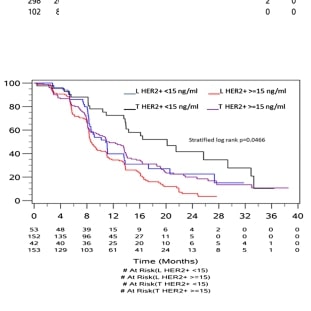 298 2 0
102 2 0 0
L HER2+ <15 ng/ml L HER2+ >=15 ng/ml
T HER2+ <15 ng/ml T HER2+ >=15 ng/ml
100
80
Stratified log rank p=0.0466
60
40
20
0
0 4 8 12 16 20 24 28 32 36 40
53 48 39 15 9 6 4 2 0 0 0
152 135 96 45 27 11 5 0 0 0 0
42 40 36 25 20 10 6 5 4 1 0
153 129 103 61 41 24 13 8 5 1 0
Time (Months)
# At Risk(L HER2+ <15)
# At Risk(L HER2+ >=15)
# At Risk(T HER2+ <15)
# At Risk(T HER2+ >=15)